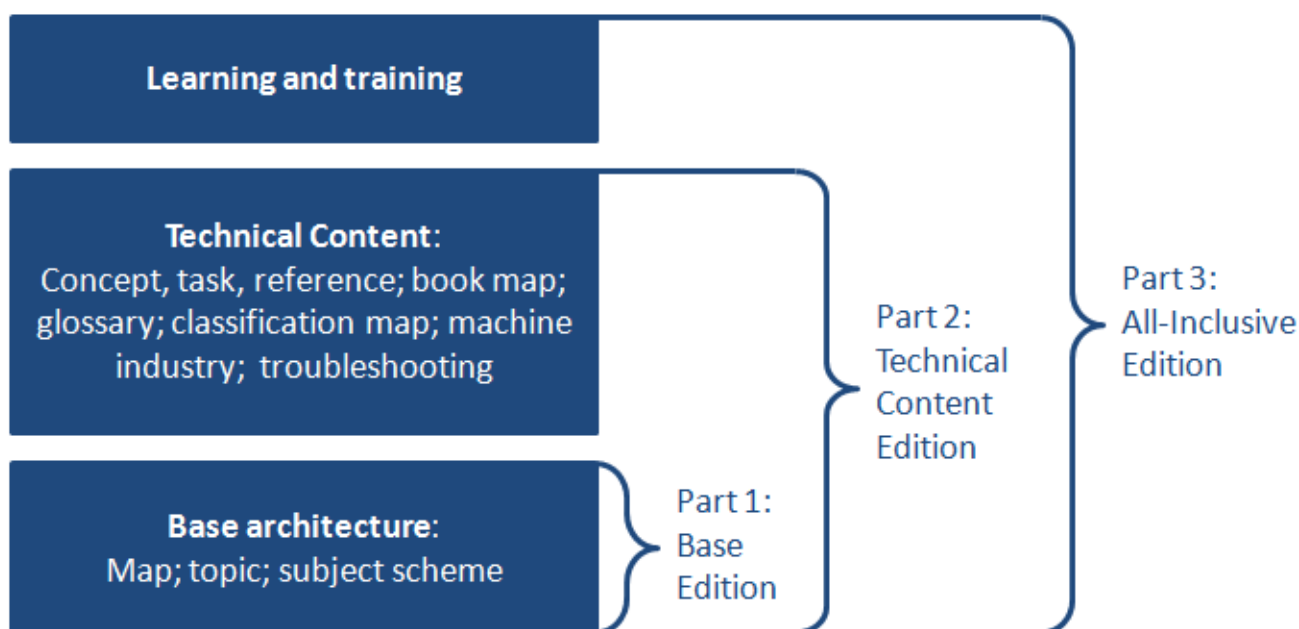 Learning and training
Technical Content:
Concept, task, reference; book map;
glossary; classification map; machine
industry; troubleshooting
Base architecture:
Map; topic; subject scheme
Part 1:
Base
Edition
Part 2:
Technical
Content
Edition
Part 3:
All-Inclusive
Edition